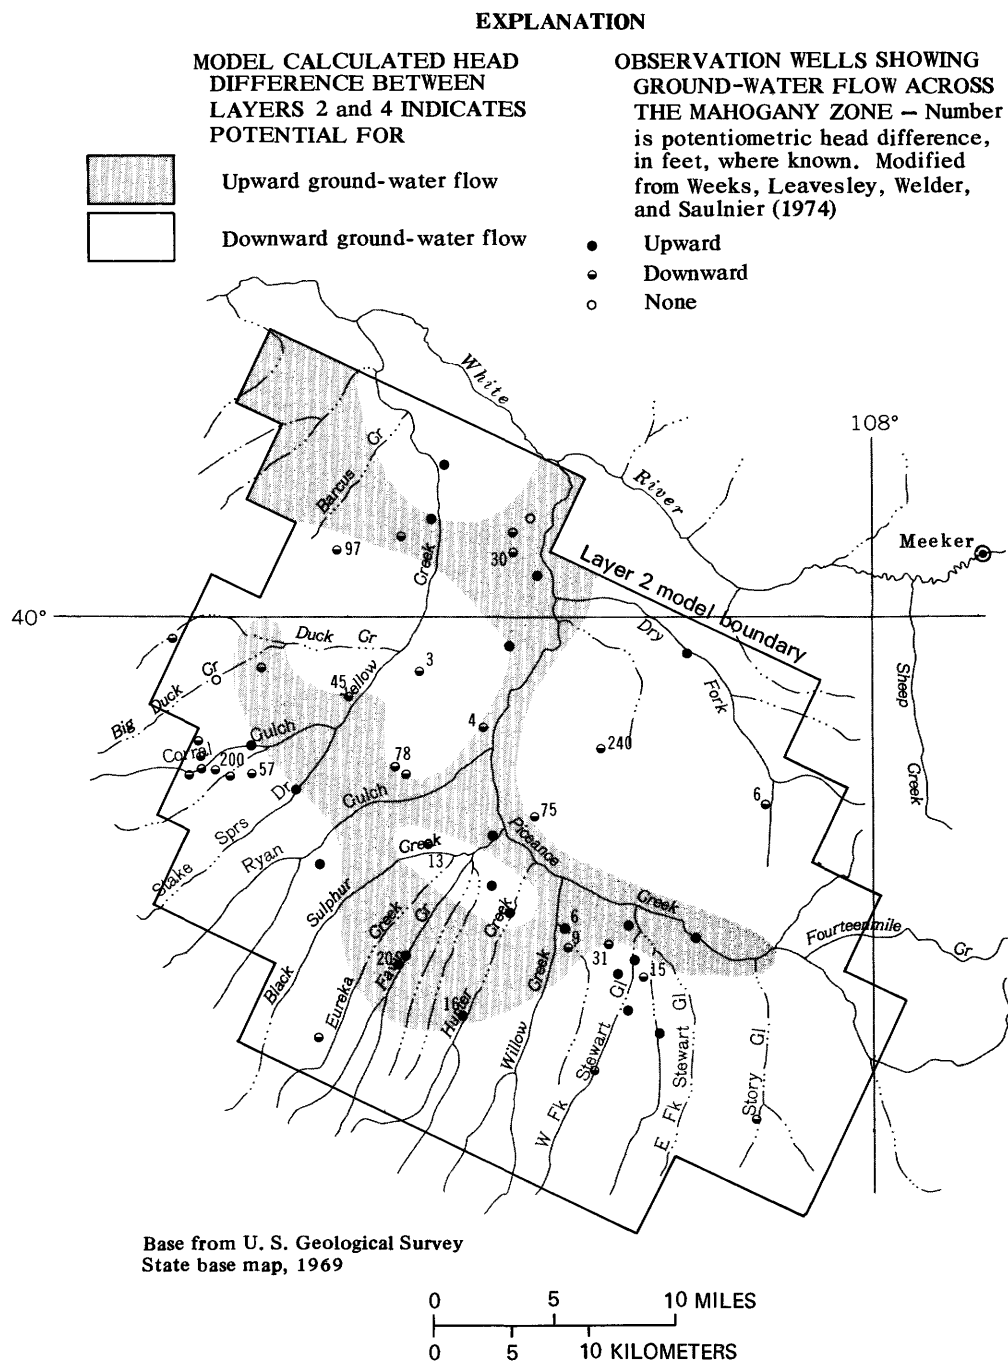 EXPLANATION
MODEL CALCULATED HEAD
DIFFERENCE BETWEEN
LAYERS 2 and 4 INDICATES
POTENTIAL FOR
Upward ground-water flow
Downward ground-water flow
OBSERVATION WELLS SHOWING
GROUND-WATER FLOW ACROSS
THE MAHOGANY ZONE – Number
is potentiometric head difference,
in feet, where known. Modified
from Weeks, Leavesley, Welder,
and Saulnier (1974)
Upward
Downward
None
White
River
108°
Meeker
Barcus Gr
97
30
Creek
Layer 2 model boundary
40°
Duck Gr
Dry
Fork
Sheep
Creek
3
45
Yellow
Big Duck Gr
4
240
Corral
Gulch
200
57
78
6
Gulch
75
Dr
Sprs
Stake
Ryan
Piceance
Creek
13
Sulphur
Creek
Fourteenmile
Gr
Creek
Gr
Creek
6
9
31
15
Black
Eureka
Fawn
16
Hunter
Creek
Willow
Gl
Stewart
W Fk
Gl
Stewart
E Fk
Gl
Story
Base from U. S. Geological Survey
State base map, 1969
0 5 10 MILES
0 5 10 KILOMETERS